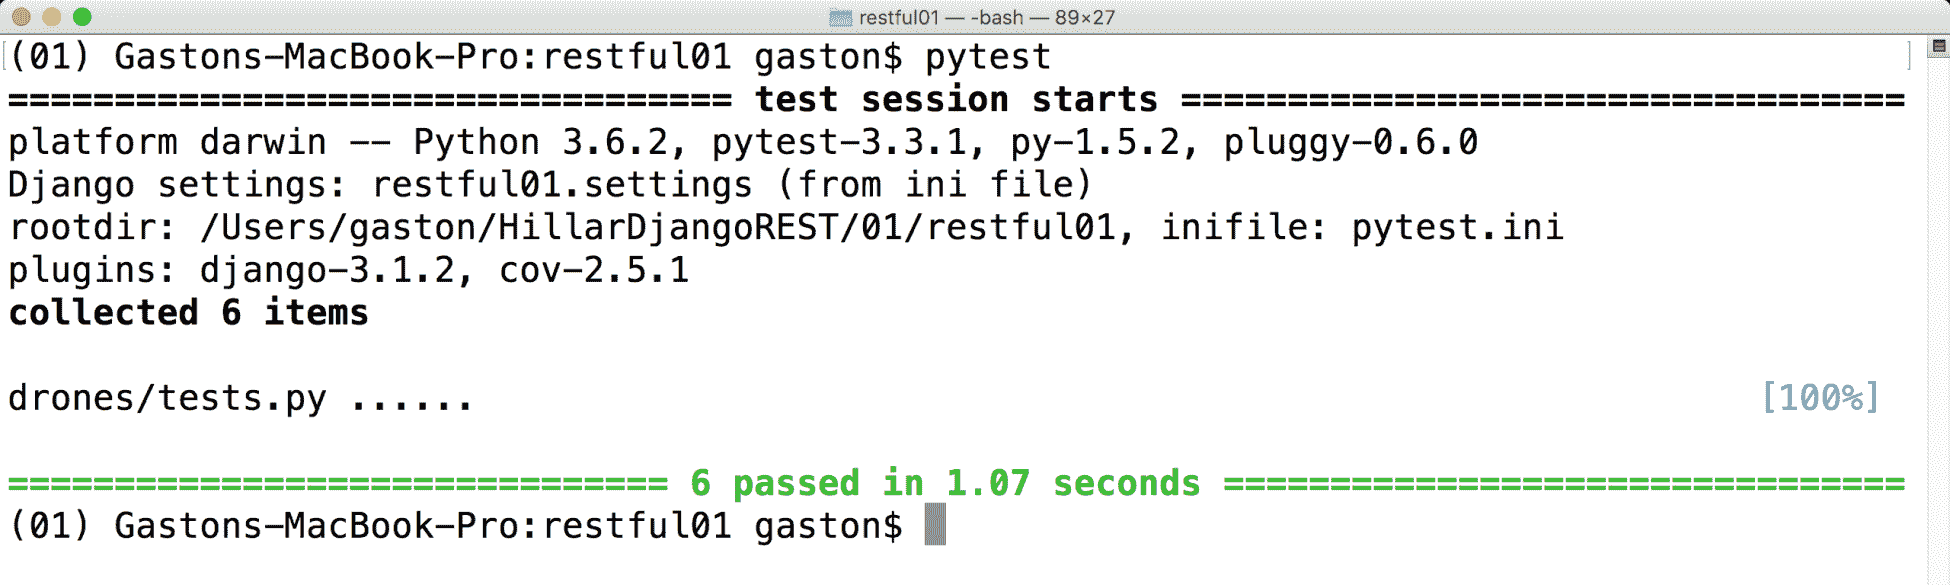 restful01 — -bash — 89×27
(01) Gastons-MacBook-Pro:restful01 gaston$ pytest
================================== test session starts ==================================
platform darwin -- Python 3.6.2, pytest-3.3.1, py-1.5.2, pluggy-0.6.0
Django settings: restful01.settings (from ini file)
rootdir: /Users/gaston/HillarDjangoREST/01/restful01, inifile: pytest.ini
plugins: django-3.1.2, cov-2.5.1
collected 6 items
drones/tests.py ...... [100%]
=============================== 6 passed in 1.07 seconds ================================
(01) Gastons-MacBook-Pro:restful01 gaston$